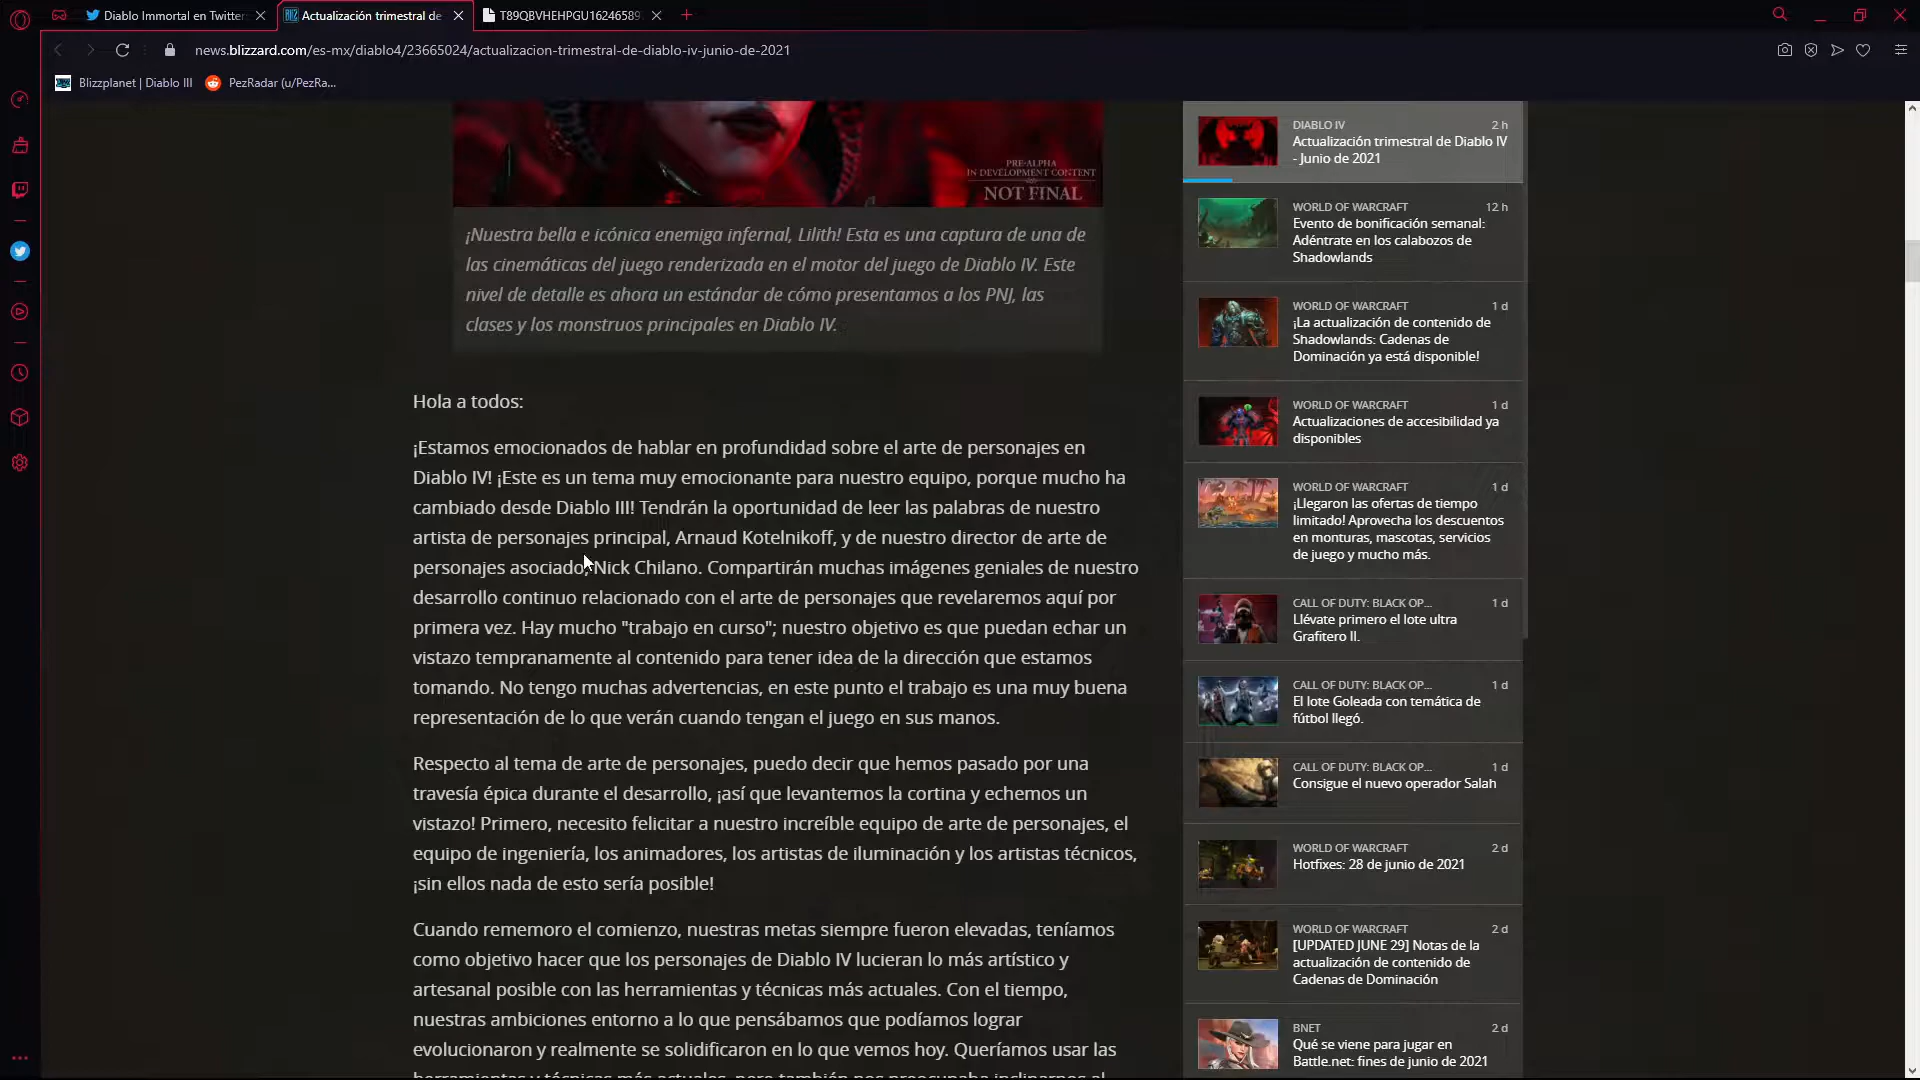 Diablo Immortal en Twitter
Actualización trimestral de
T89QBVHEHPGU16246589
news.blizzard.com/es-mx/diablo4/23665024/actualizacion-trimestral-de-diablo-iv-junio-de-2021
Blizzplanet | Diablo III
PezRadar (u/PezRa...
PRE-ALPHA
IN DEVELOPMENT CONTENT
NOT FINAL
¡Nuestra bella e icónica enemiga infernal, Lilith! Esta es una captura de una de
las cinemáticas del juego renderizada en el motor del juego de Diablo IV. Este
nivel de detalle es ahora un estándar de cómo presentamos a los PNJ, las
clases y los monstruos principales en Diablo IV.
Hola a todos:
¡Estamos emocionados de hablar en profundidad sobre el arte de personajes en
Diablo IV! ¡Este es un tema muy emocionante para nuestro equipo, porque mucho ha
cambiado desde Diablo III! Tendrán la oportunidad de leer las palabras de nuestro
artista de personajes principal, Arnaud Kotelnikoff, y de nuestro director de arte de
personajes asociado, Nick Chilano. Compartirán muchas imágenes geniales de nuestro
desarrollo continuo relacionado con el arte de personajes que revelaremos aquí por
primera vez. Hay mucho "trabajo en curso"; nuestro objetivo es que puedan echar un
vistazo tempranamente al contenido para tener idea de la dirección que estamos
tomando. No tengo muchas advertencias, en este punto el trabajo es una muy buena
representación de lo que verán cuando tengan el juego en sus manos.
Respecto al tema de arte de personajes, puedo decir que hemos pasado por una
travesía épica durante el desarrollo, ¡así que levantemos la cortina y echemos un
vistazo! Primero, necesito felicitar a nuestro increíble equipo de arte de personajes, el
equipo de ingeniería, los animadores, los artistas de iluminación y los artistas técnicos,
¡sin ellos nada de esto sería posible!
Cuando rememoro el comienzo, nuestras metas siempre fueron elevadas, teníamos
como objetivo hacer que los personajes de Diablo IV lucieran lo más artístico y
artesanal posible con las herramientas y técnicas más actuales. Con el tiempo,
nuestras ambiciones entorno a lo que pensábamos que podíamos lograr
evolucionaron y realmente se solidificaron en lo que vemos hoy. Queríamos usar las
herramientas y técnicas más actuales, pero también nos preocupaba inclinarnos al
DIABLO IV 2 h
Actualización trimestral de Diablo IV
- Junio de 2021
WORLD OF WARCRAFT 12 h
Evento de bonificación semanal:
Adéntrate en los calabozos de
Shadowlands
WORLD OF WARCRAFT 1 d
¡La actualización de contenido de
Shadowlands: Cadenas de
Dominación ya está disponible!
WORLD OF WARCRAFT 1 d
Actualizaciones de accesibilidad ya
disponibles
WORLD OF WARCRAFT 1 d
¡Llegaron las ofertas de tiempo
limitado! Aprovecha los descuentos
en monturas, mascotas, servicios
de juego y mucho más.
CALL OF DUTY: BLACK OP... 1 d
Llévate primero el lote ultra
Grafitero II.
CALL OF DUTY: BLACK OP... 1 d
El lote Goleada con temática de
fútbol llegó.
CALL OF DUTY: BLACK OP... 1 d
Consigue el nuevo operador Salah
WORLD OF WARCRAFT 2 d
Hotfixes: 28 de junio de 2021
WORLD OF WARCRAFT 2 d
[UPDATED JUNE 29] Notas de la
actualización de contenido de
Cadenas de Dominación
BNET 2 d
Qué se viene para jugar en
Battle.net: fines de junio de 2021